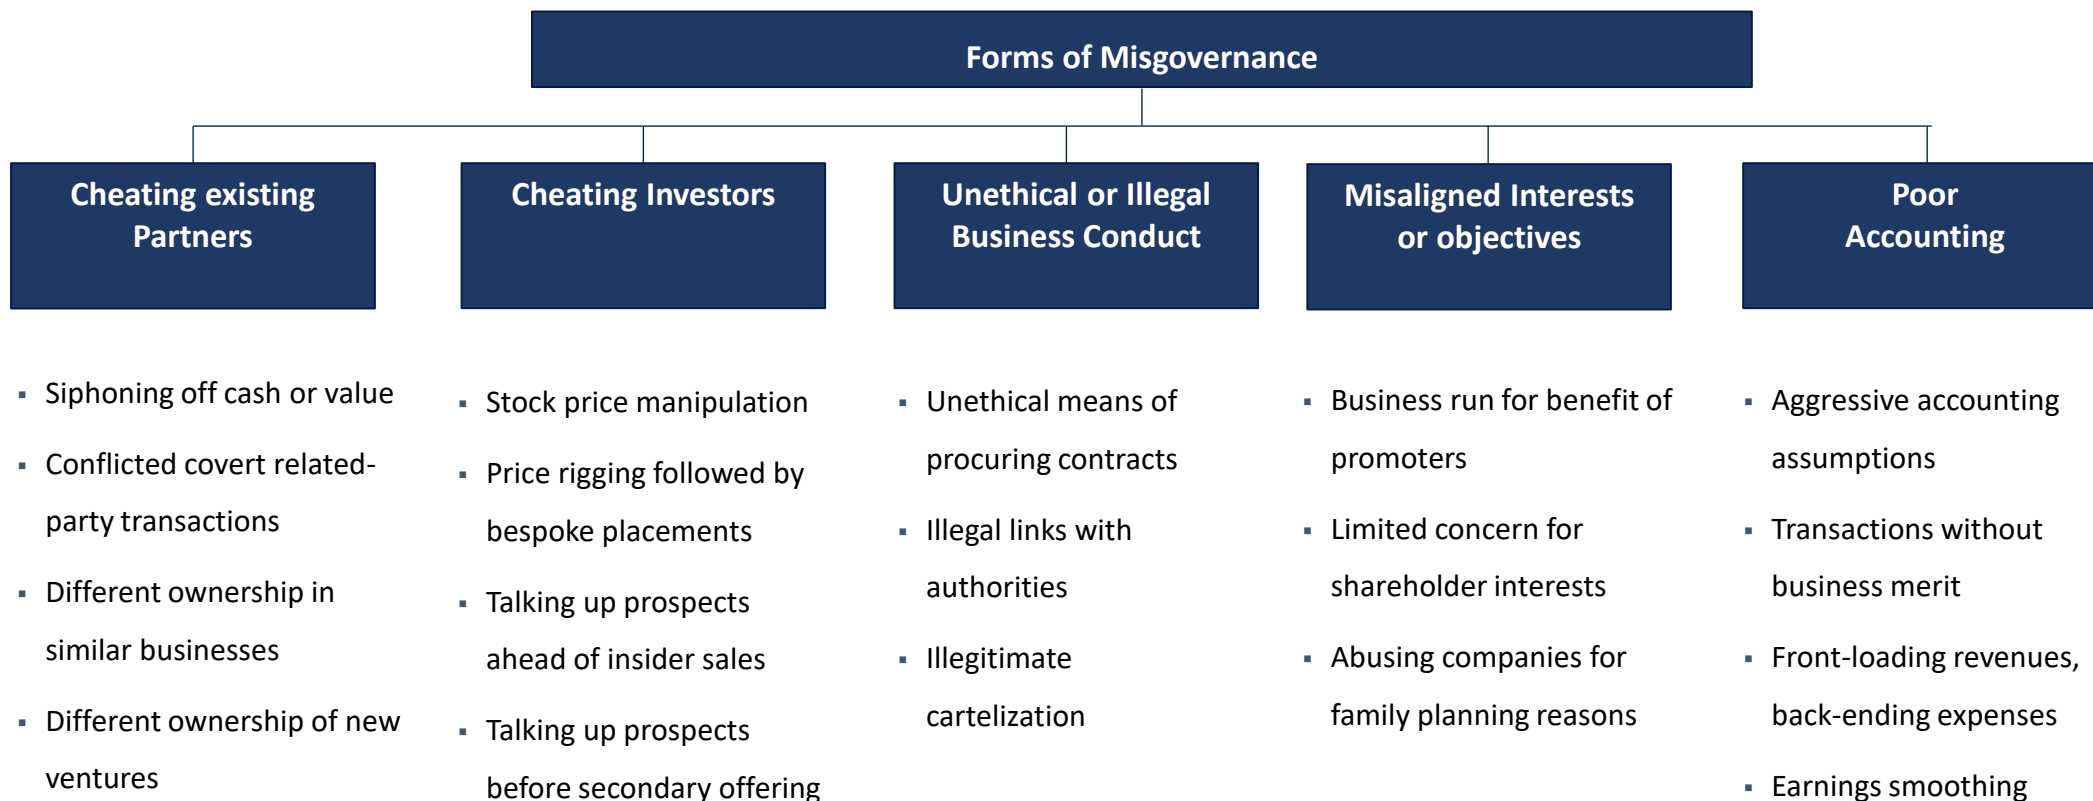 Forms of Misgovernance
Cheating existing
Partners
Cheating Investors
Unethical or Illegal
Business Conduct
Misaligned Interests
or objectives
Poor
Accounting
▪ Siphoning off cash or value
▪ Conflicted covert related-
party transactions
▪ Different ownership in
similar businesses
▪ Different ownership of new
ventures
▪ Stock price manipulation
▪ Price rigging followed by
bespoke placements
▪ Talking up prospects
ahead of insider sales
▪ Talking up prospects
before secondary offering
▪ Unethical means of
procuring contracts
▪ Illegal links with
authorities
▪ Illegitimate
cartelization
▪ Business run for benefit of
promoters
▪ Limited concern for
shareholder interests
▪ Abusing companies for
family planning reasons
▪ Aggressive accounting
assumptions
▪ Transactions without
business merit
▪ Front-loading revenues,
back-ending expenses
▪ Earnings smoothing